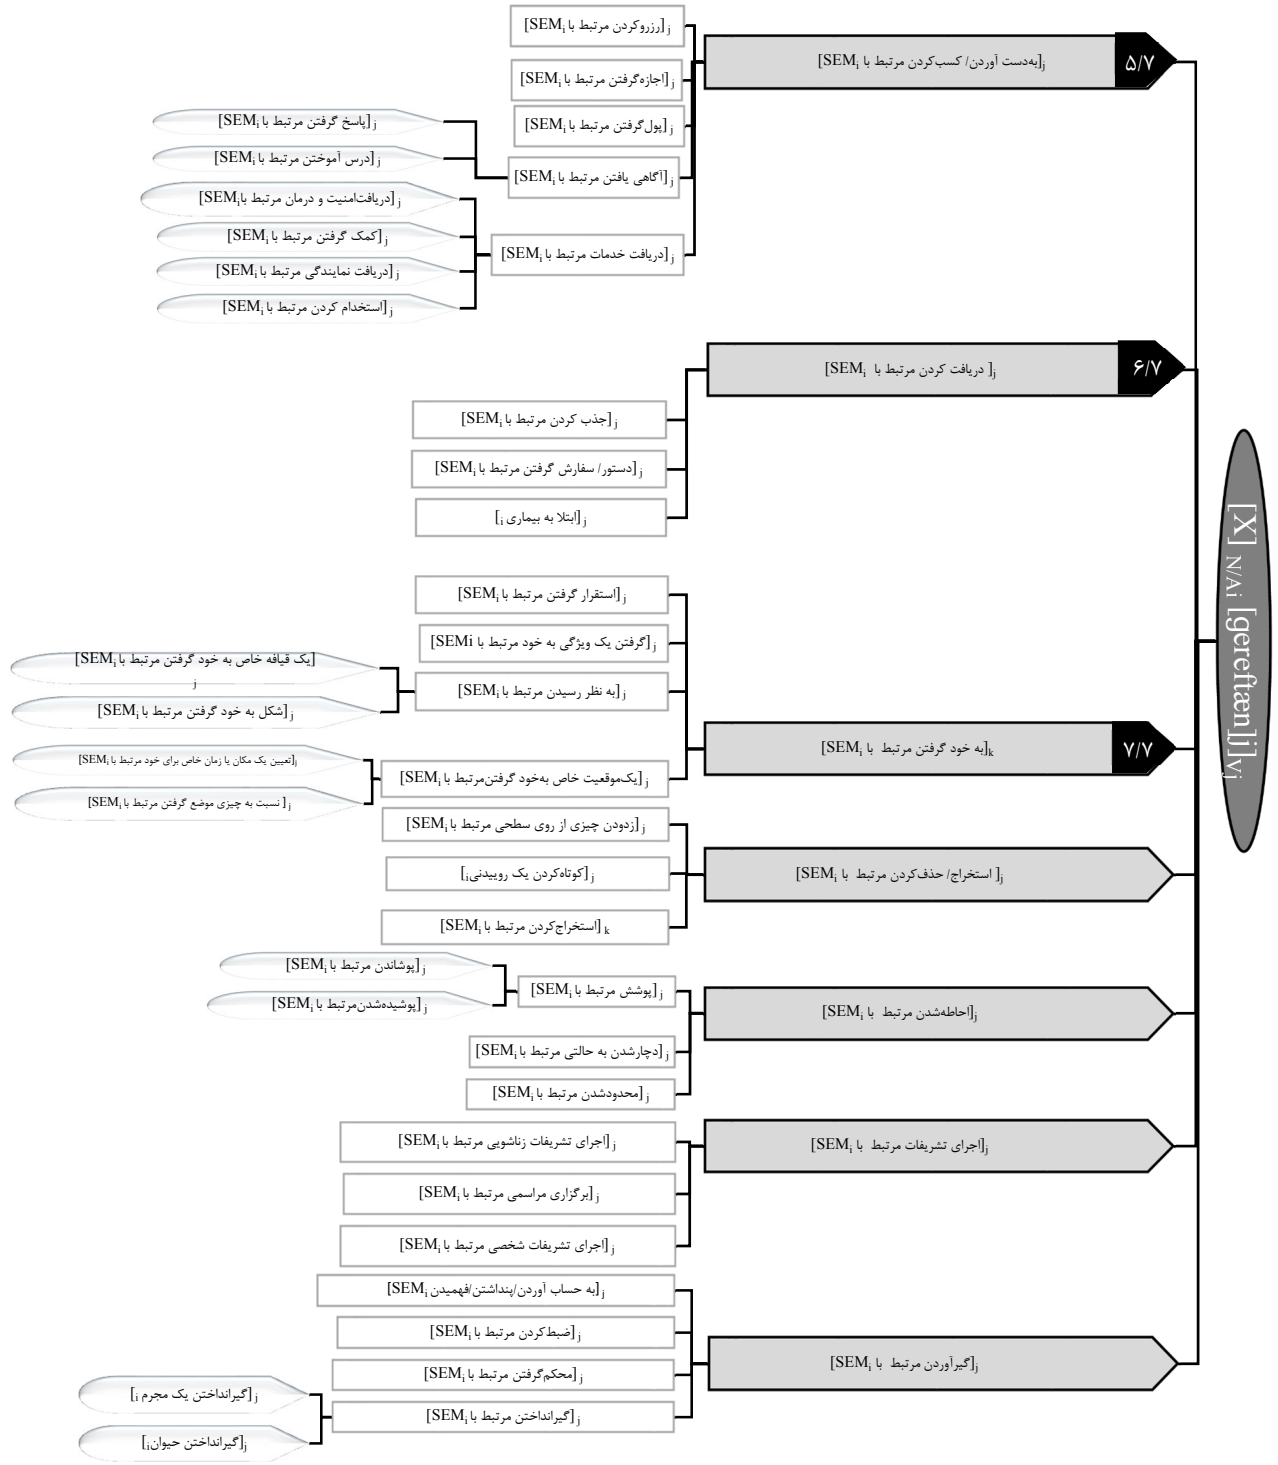 [X] N/Ai [gereftæn]j]Vj
۵/۷
[به‌دست آوردن/ کسب‌کردن مرتبط با SEMi]j
[رزروکردن مرتبط با SEMi]j
[اجازه‌گرفتن مرتبط با SEMi]j
[پول‌گرفتن مرتبط با SEMi]j
[آگاهی یافتن مرتبط با SEMi]j
[پاسخ گرفتن مرتبط با SEMi]j
[درس آموختن مرتبط با SEMi]j
[دریافت خدمات مرتبط با SEMi]j
[دریافت‌امنیت و درمان مرتبط باSEMi]j
[کمک گرفتن مرتبط با SEMi]j
[دریافت نمایندگی مرتبط با SEMi]j
[استخدام کردن مرتبط با SEMi]j
۶/۷
[ دریافت کردن مرتبط با SEMi]j
[جذب کردن مرتبط با SEMi]j
[دستور/ سفارش گرفتن مرتبط با SEMi]j
[ابتلا به بیماری i]j
۷/۷
[به خود گرفتن مرتبط با SEMi]k
[استقرار گرفتن مرتبط با SEMi]j
[گرفتن یک ویژگی به خود مرتبط با SEMi]j
[به نظر رسیدن مرتبط با SEMi]j
[یک قیافه خاص به خود گرفتن مرتبط با SEMi]
j
[شکل به خود گرفتن مرتبط با SEMi]j
[یک‌موقعیت خاص به‌خود گرفتن‌مرتبط با SEMi]j
[تعیین یک مکان یا زمان خاص برای خود مرتبط با SEMi]j
[ نسبت به چیزی موضع گرفتن مرتبط با SEMi]j
[ استخراج/ حذف‌کردن مرتبط با SEMi]j
[زدودن چیزی از روی سطحی مرتبط با SEMi]j
[کوتاه‌کردن یک روییدنیi]j
[استخراج‌کردن مرتبط با SEMi]k
[احاطه‌شدن مرتبط با SEMi]j
[پوشش مرتبط با SEMi]j
[پوشاندن مرتبط با SEMi]j
[پوشیده‌شدن‌مرتبط با SEMi]j
[دچارشدن به حالتی مرتبط با SEMi]j
[محدودشدن مرتبط با SEMi]j
[اجرای تشریفات مرتبط با SEMi]j
[اجرای تشریفات زناشویی مرتبط با SEMi]j
[برگزاری مراسمی مرتبط با SEMi]j
[اجرای تشریفات شخصی مرتبط با SEMi]j
[گیرآوردن مرتبط با SEMi]j
[به حساب آوردن/پنداشتن/فهمیدن SEMi]j
[ضبط‌کردن مرتبط با SEMi]j
[محکم‌گرفتن مرتبط با SEMi]j
[گیرانداختن مرتبط با SEMi]j
[گیرانداختن یک مجرم i]j
[گیرانداختن حیوانi]j